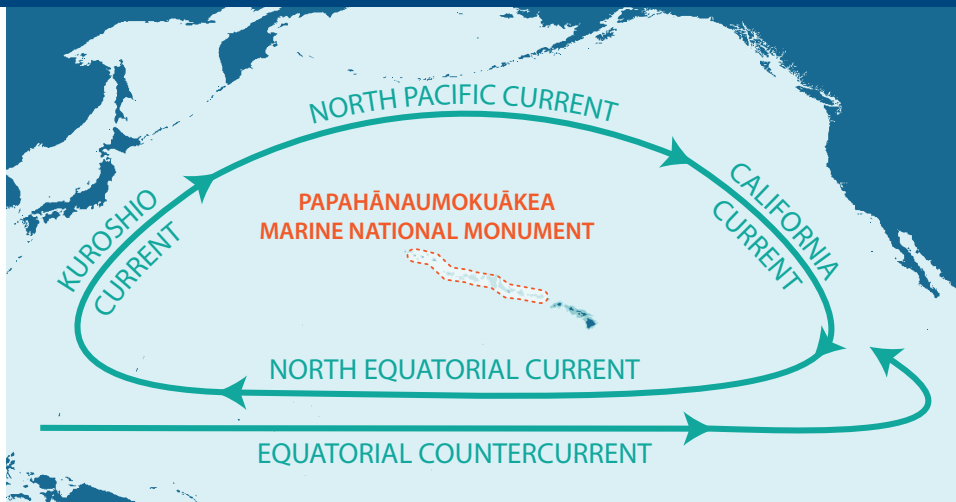 NORTH PACIFIC CURRENT
CALIFORNIA
CURRENT
KUROSHIO
CURRENT
PAPAHĀNAUMOKUĀKEA
MARINE NATIONAL MONUMENT
NORTH EQUATORIAL CURRENT
EQUATORIAL COUNTERCURRENT